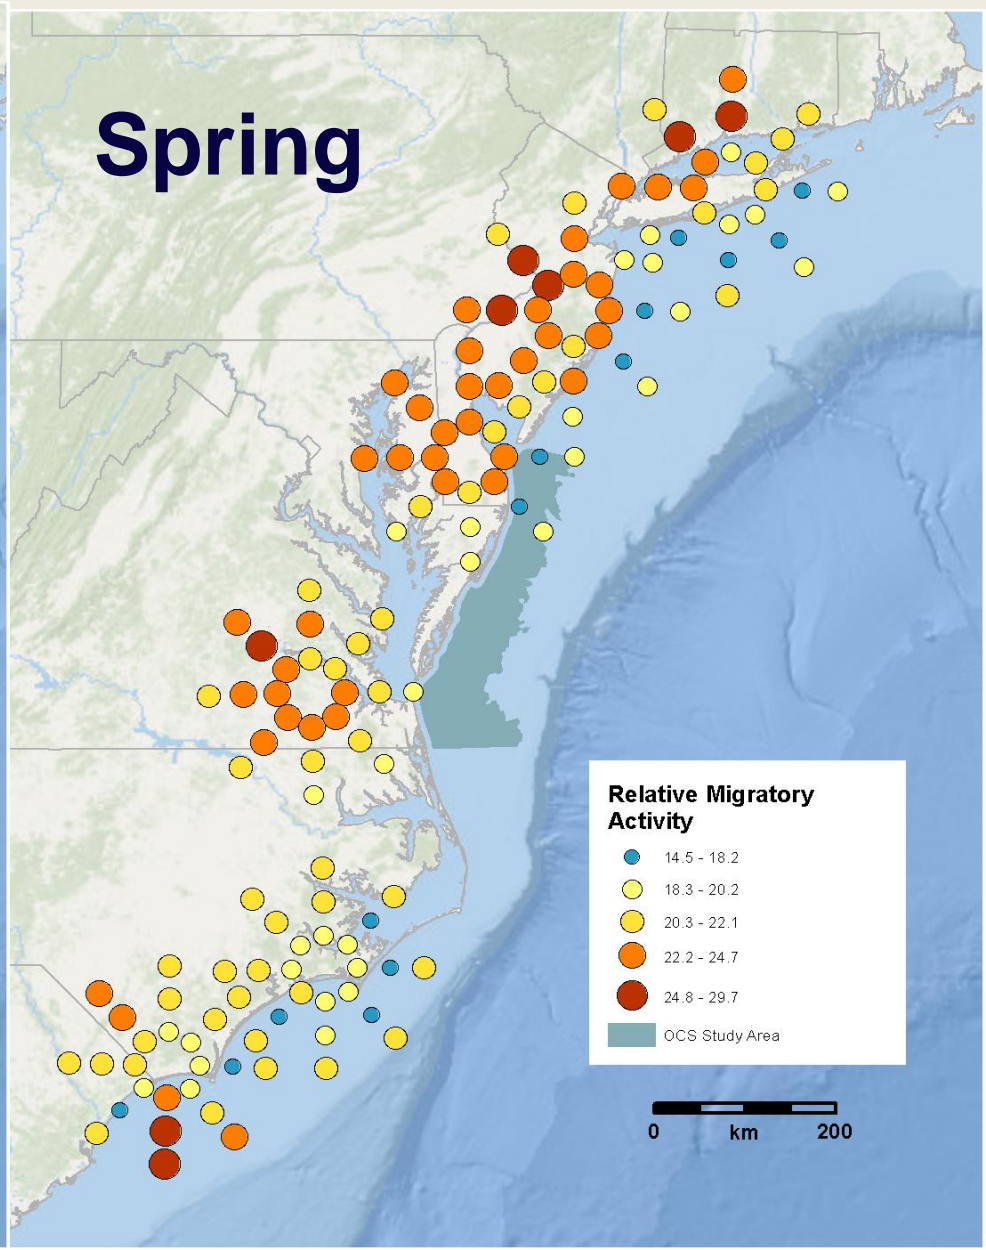 Spring
Relative Migratory
Activity
14.5 - 18.2
18.3 - 20.2
20.3 - 22.1
22.2 - 24.7
24.8 - 29.7
OCS Study Area
0 km 200